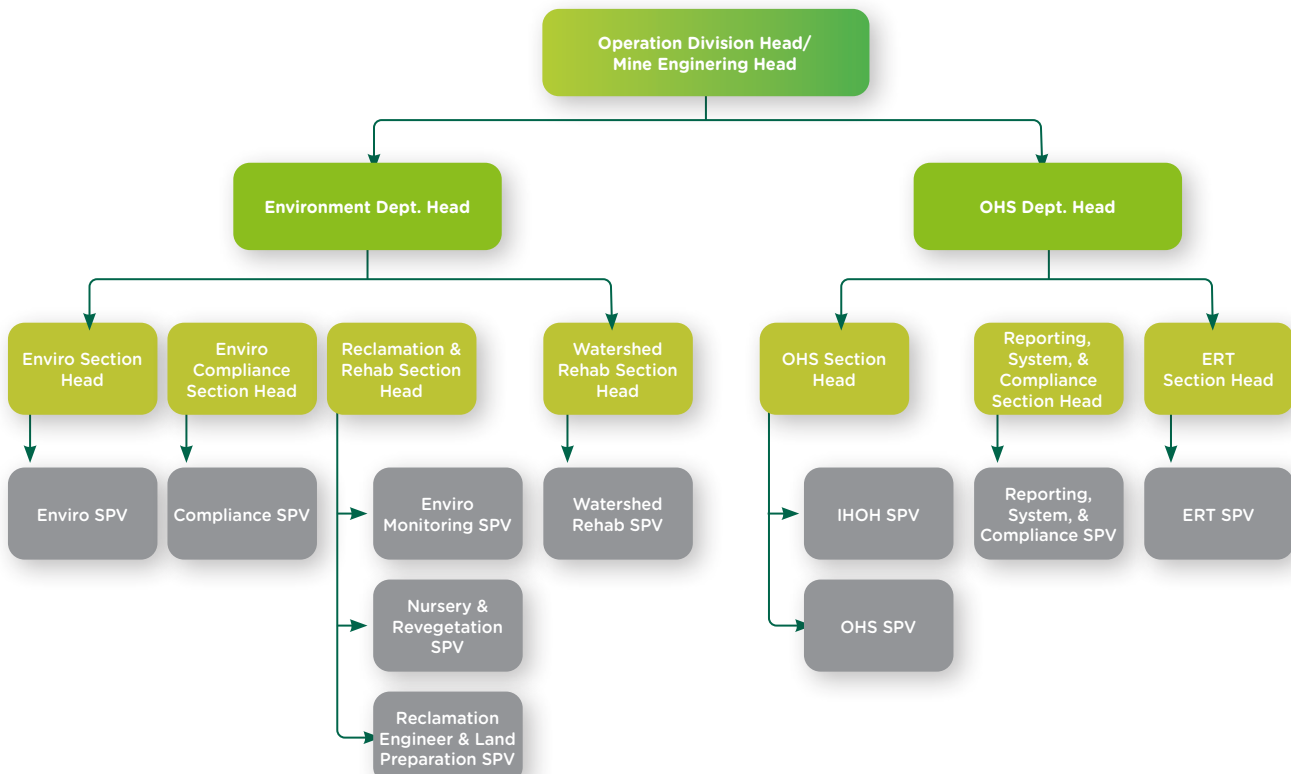 Operation Division Head/
Mine Enginering Head
Environment Dept. Head
OHS Dept. Head
Enviro Section
Head
Enviro
Compliance
Section Head
Reclamation &
Rehab Section
Head
Watershed
Rehab Section
Head
OHS Section
Head
Reporting,
System, &
Compliance
Section Head
ERT
Section Head
Enviro SPV
Compliance SPV
Enviro
Monitoring SPV
Watershed
Rehab SPV
IHOH SPV
Reporting,
System, &
Compliance SPV
ERT SPV
Nursery &
Revegetation
SPV
OHS SPV
Reclamation
Engineer & Land
Preparation SPV